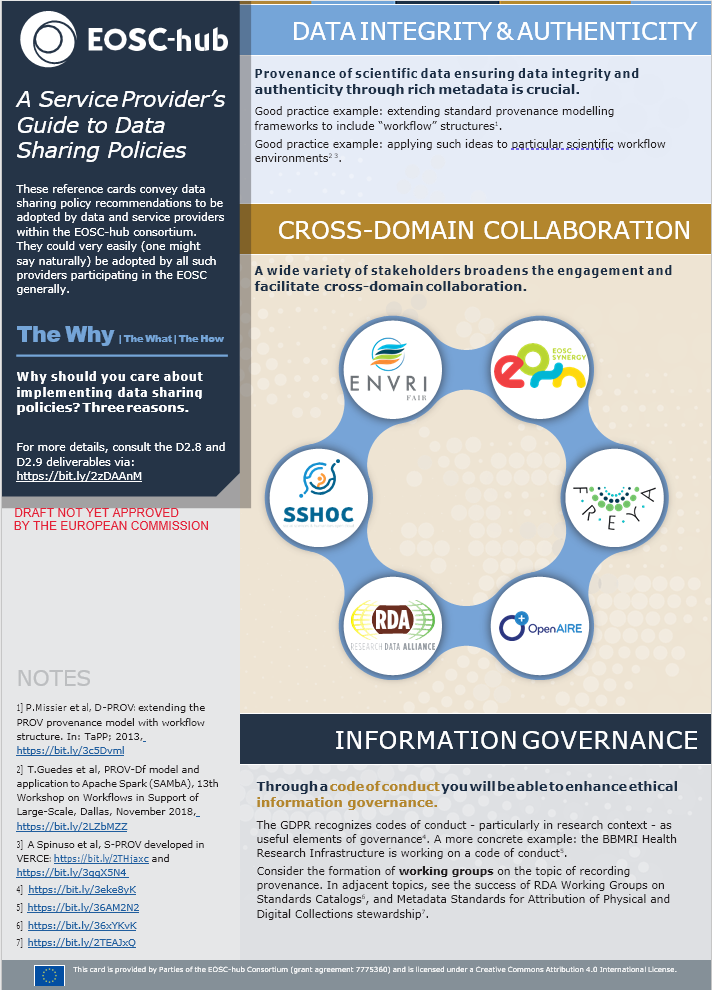 EOSC-hub
A Service Provider's
Guide to Data
Sharing Policies
These reference cards convey data
sharing policy recommendations to be
adopted by data and service providers
within the EOSC-hub consortium.
They could very easily (one might
say naturally) be adopted by all such
providers participating in the EOSC
generally.
The Why | The What | The How
Why should you care about
implementing data sharing
policies? Three reasons.
For more details, consult the D2.8 and
D2.9 deliverables via:
https://bit.ly/2zDAAnM
DRAFT NOT YET APPROVED
BY THE EUROPEAN COMMISSION
NOTES
1] P.Missier et al, D-PROV: extending the
PROV provenance model with workflow
structure. In: TaPP; 2013,
https://bit.ly/3c5Dvml
2] T.Guedes et al, PROV-Df model and
application to Apache Spark (SAMbA), 13th
Workshop on Workflows in Support of
Large-Scale, Dallas, November 2018,
https://bit.ly/2LZbMZZ
3] A Spinuso et al, S-PROV developed in
VERCE: https://bit.ly/2THjaxc and
https://bit.ly/3gqX5N4
4] https://bit.ly/3eke8yK
5] https://bit.ly/36AM2N2
6] https://bit.ly/36xYKvK
7] https://bit.ly/2TEAJxQ
DATA INTEGRITY & AUTHENTICITY
Provenance of scientific data ensuring data integrity and
authenticity through rich metadata is crucial.
Good practice example: extending standard provenance modelling
frameworks to include “workflow” structures¹.
Good practice example: applying such ideas to particular scientific workflow
environments²³.
CROSS-DOMAIN COLLABORATION
A wide variety of stakeholders broadens the engagement and
facilitate cross-domain collaboration.
ENVRI
FAIR
EOSC
SYNERGY
SSHOC
FREYA
RDA
RESEARCH DATA ALLIANCE
OpenAIRE
INFORMATION GOVERNANCE
Through a code of conduct you will be able to enhance ethical
information governance.
The GDPR recognizes codes of conduct - particularly in research context - as
useful elements of governance⁴. A more concrete example: the BBMRI Health
Research Infrastructure is working on a code of conduct⁵.
Consider the formation of working groups on the topic of recording
provenance. In adjacent topics, see the success of RDA Working Groups on
Standards Catalogs⁶, and Metadata Standards for Attribution of Physical and
Digital Collections stewardship⁷.
This card is provided by Parties of the EOSC-hub Consortium (grant agreement 7775360) and is licensed under a Creative Commons Attribution 4.0 International License.